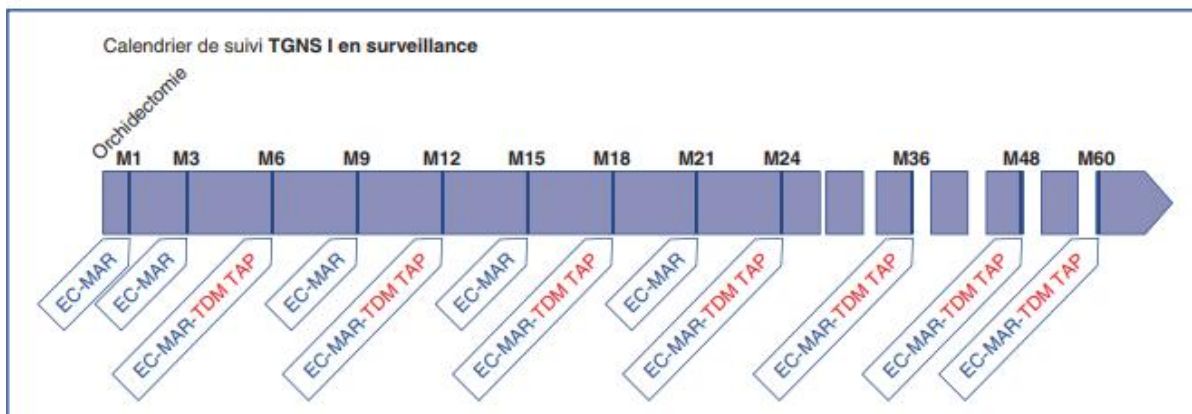 Calendrier de suivi TGNS I en surveillance
Orchidectomie
M1 M3 M6 M9 M12 M15 M18 M21 M24 M36 M48 M60
EC-MAR
EC-MAR
EC-MAR-TDM TAP
EC-MAR
EC-MAR-TDM TAP
EC-MAR
EC-MAR-TDM TAP
EC-MAR
EC-MAR-TDM TAP
EC-MAR-TDM TAP
EC-MAR-TDM TAP
EC-MAR-TDM TAP